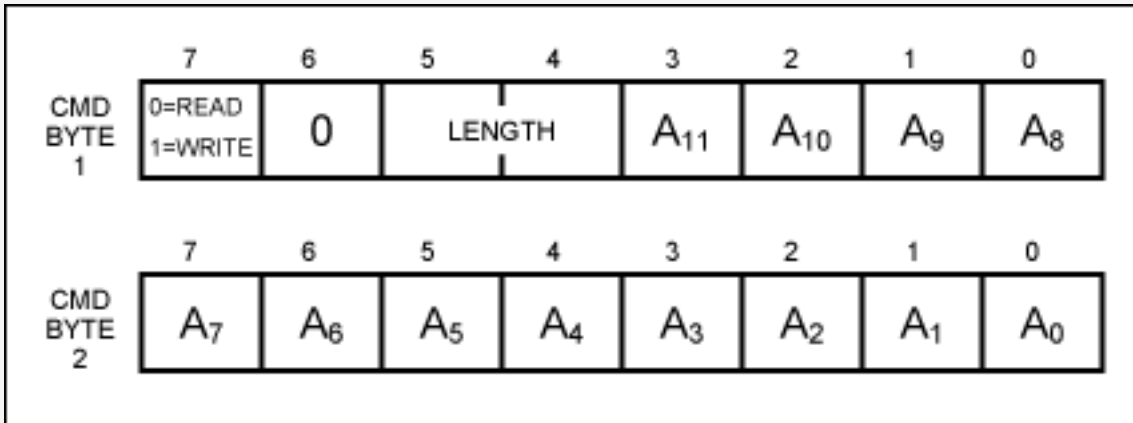 7 6 5 4 3 2 1 0
CMD BYTE 1 0=READ 1=WRITE 0 LENGTH A₁₁ A₁₀ A₉ A₈
7 6 5 4 3 2 1 0
CMD BYTE 2 A₇ A₆ A₅ A₄ A₃ A₂ A₁ A₀